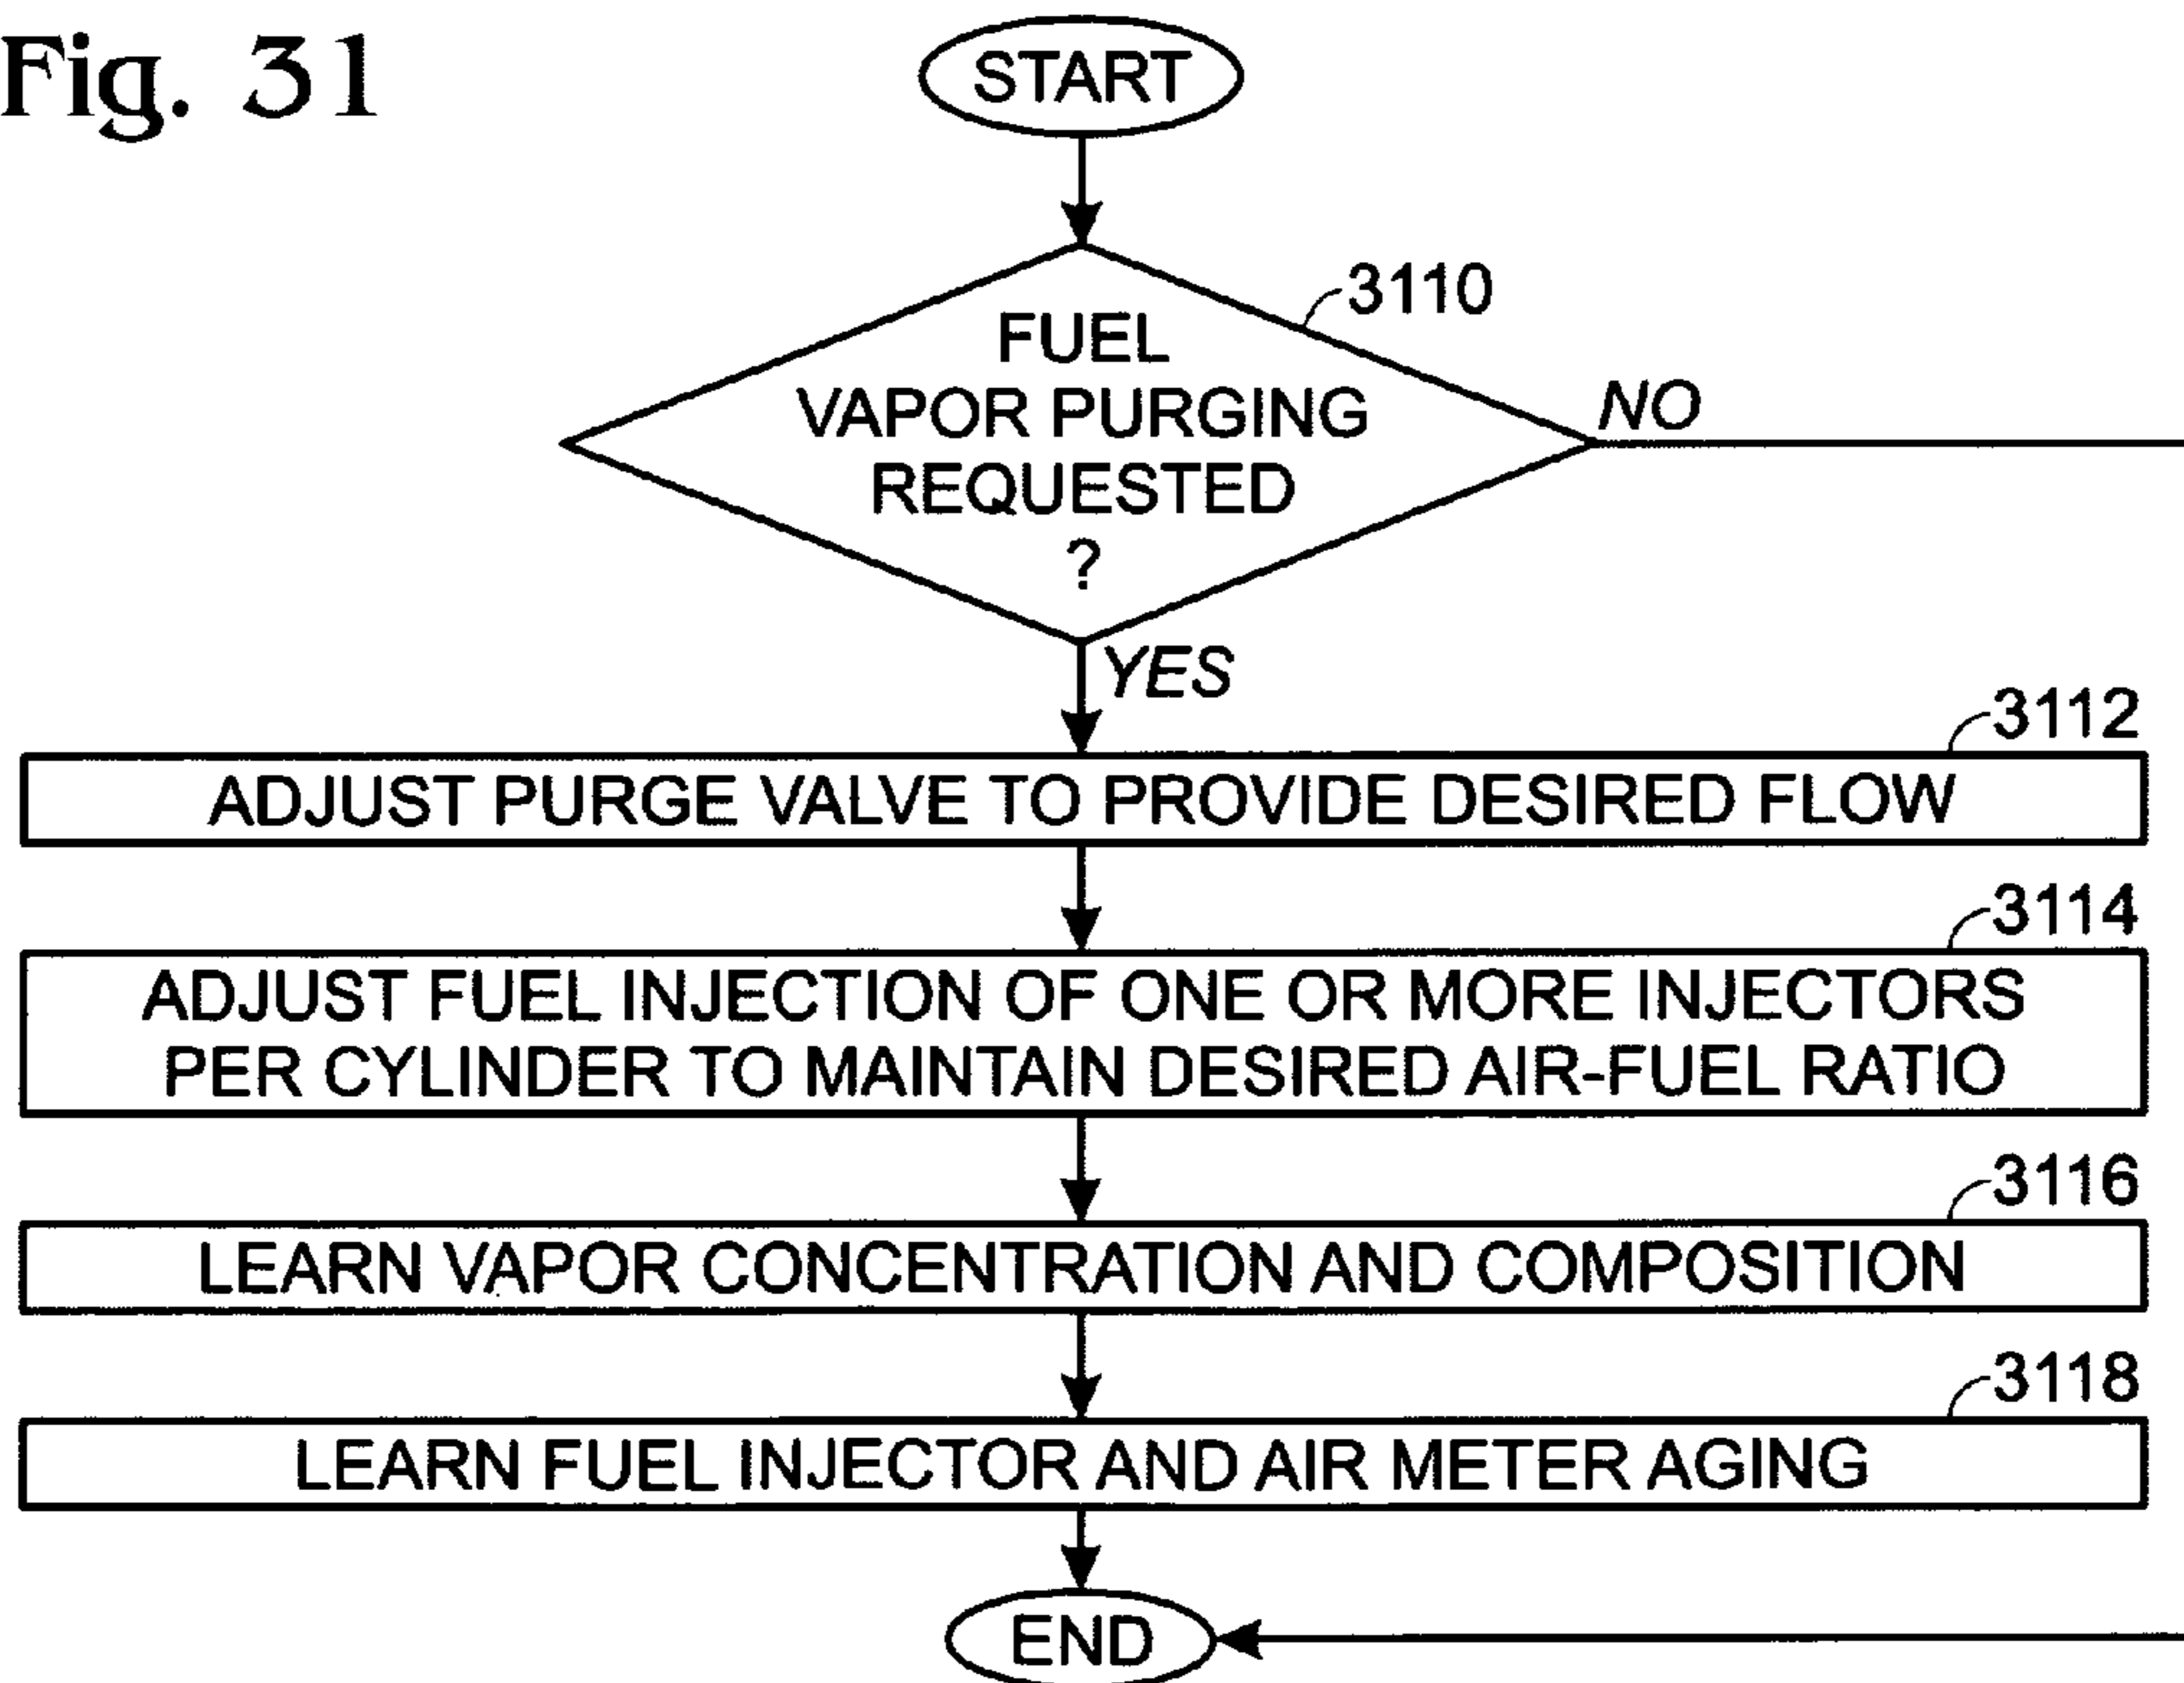 Fig. 31
START
3110
FUEL
VAPOR PURGING
REQUESTED
?
NO
YES
3112
ADJUST PURGE VALVE TO PROVIDE DESIRED FLOW
3114
ADJUST FUEL INJECTION OF ONE OR MORE INJECTORS
PER CYLINDER TO MAINTAIN DESIRED AIR-FUEL RATIO
3116
LEARN VAPOR CONCENTRATION AND COMPOSITION
3118
LEARN FUEL INJECTOR AND AIR METER AGING
END